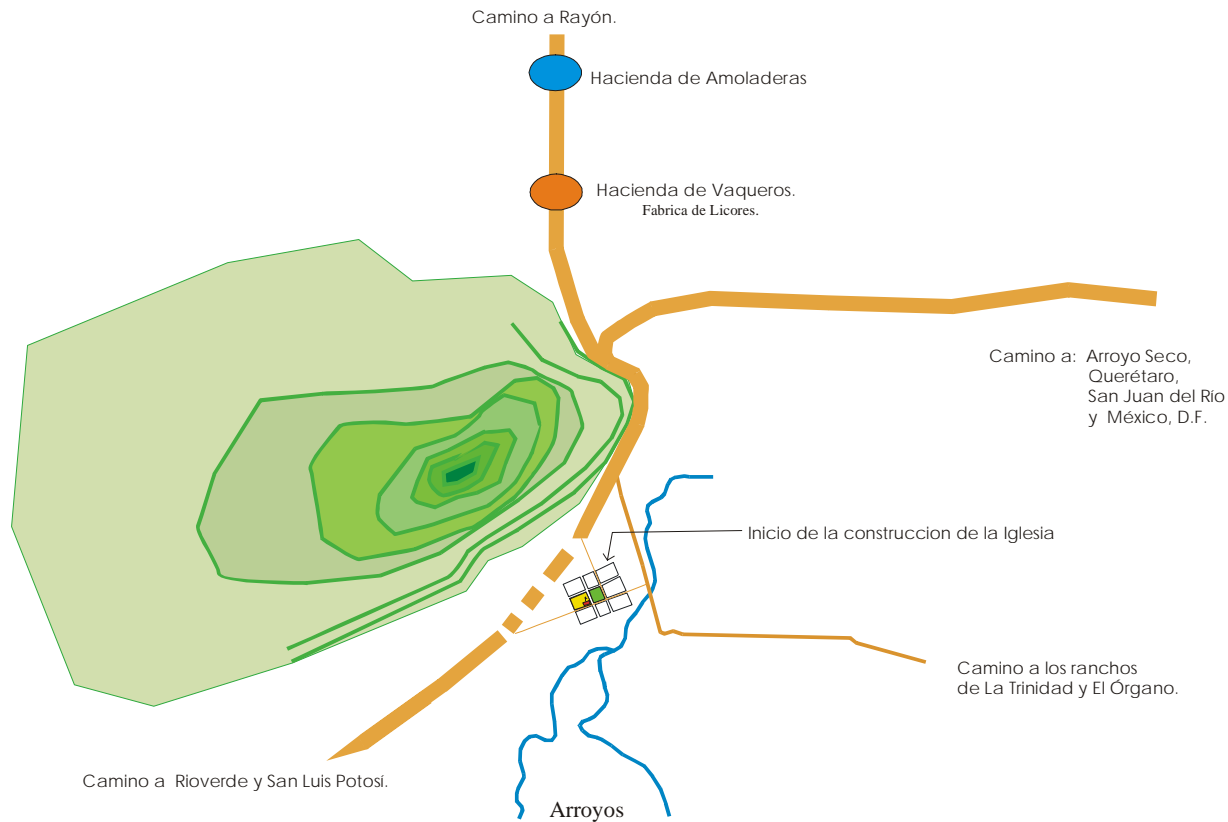 Camino a Rayón.
Hacienda de Amoladeras
Hacienda de Vaqueros.
Fabrica de Licores.
Camino a: Arroyo Seco,
Querétaro,
San Juan del Río
y México, D.F.
Inicio de la construccion de la Iglesia
Camino a los ranchos
de La Trinidad y El Órgano.
Camino a Rioverde y San Luis Potosí.
Arroyos